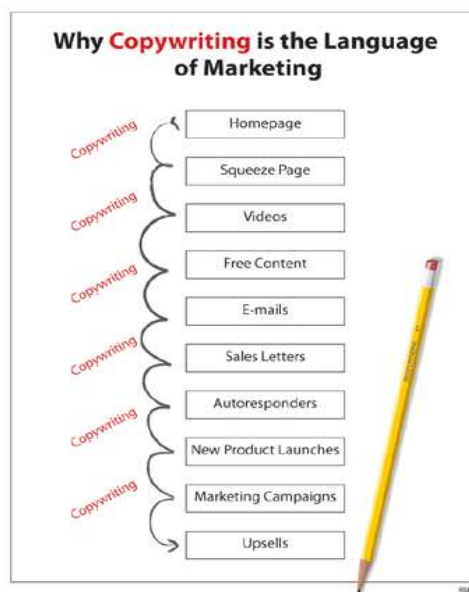 Why Copywriting is the Language
of Marketing
Copywriting
Homepage
Squeeze Page
Copywriting
Videos
Copywriting
Free Content
E-mails
Copywriting
Sales Letters
Autoresponders
Copywriting
New Product Launches
Copywriting
Marketing Campaigns
Upsells